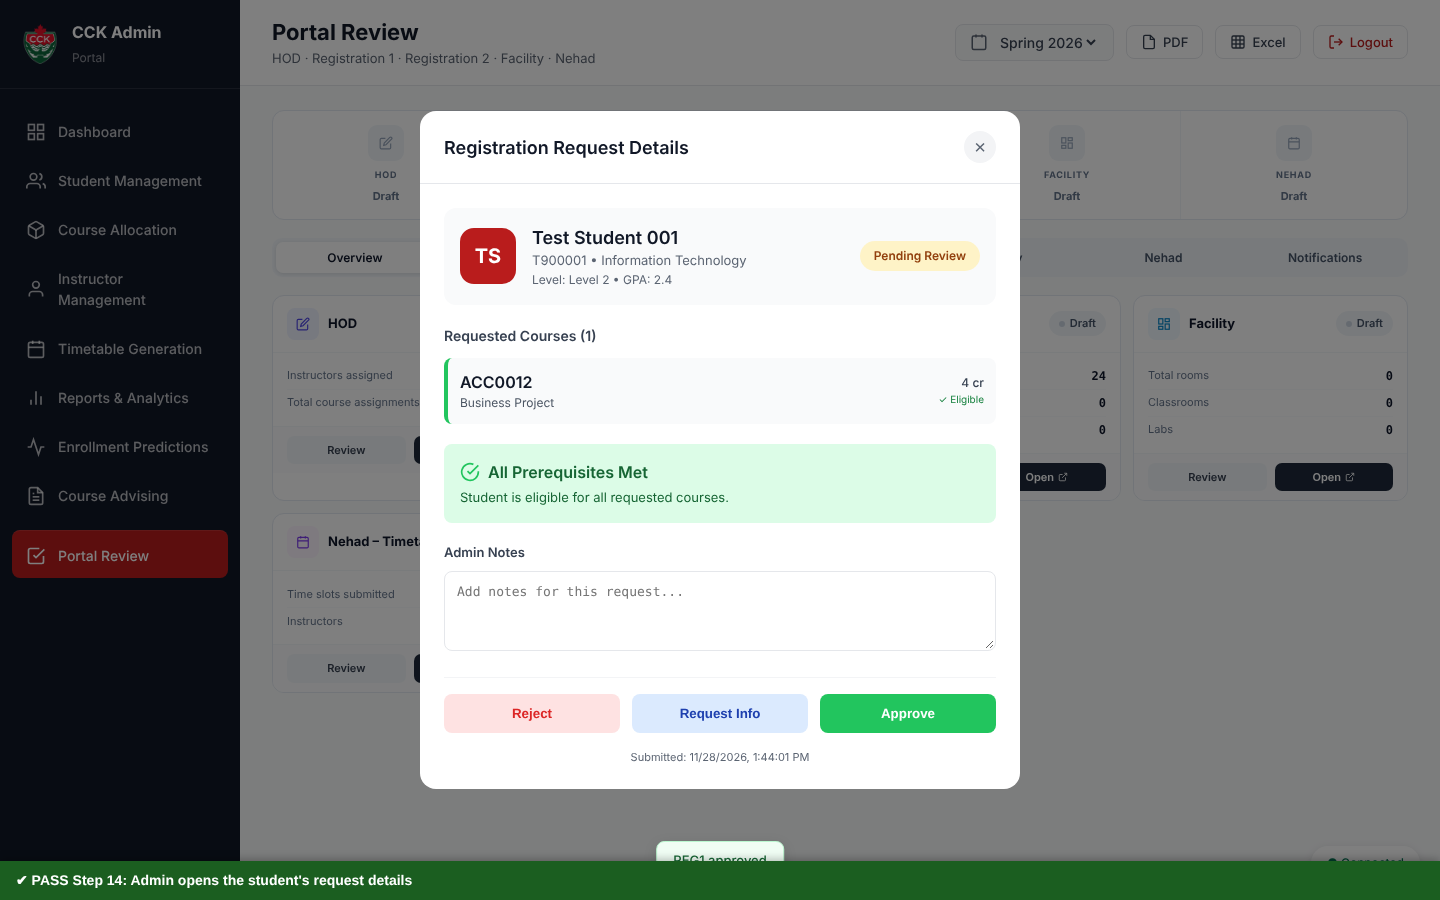 CCK
CCK Admin
Portal
Dashboard
Student Management
Course Allocation
Instructor
Management
Timetable Generation
Reports & Analytics
Enrollment Predictions
Course Advising
Portal Review
Portal Review
HOD · Registration 1 · Registration 2 · Facility · Nehad
Spring 2026
PDF
Excel
Logout
HOD
Draft
FACILITY
Draft
NEHAD
Draft
Overview
Nehad
Notifications
HOD
Instructors assigned
Total course assignments
Review
Draft
24
0
0
Open
Facility
Draft
Total rooms
0
Classrooms
0
Labs
0
Review
Open
Nehad – Timet
Time slots submitted
Instructors
Review
Registration Request Details
TS
Test Student 001
T900001 • Information Technology
Level: Level 2 • GPA: 2.4
Pending Review
Requested Courses (1)
ACC0012
Business Project
4 cr
✓ Eligible
All Prerequisites Met
Student is eligible for all requested courses.
Admin Notes
Add notes for this request...
Reject
Request Info
Approve
Submitted: 11/28/2026, 1:44:01 PM
REG1 approved
Connected
✔ PASS Step 14: Admin opens the student's request details